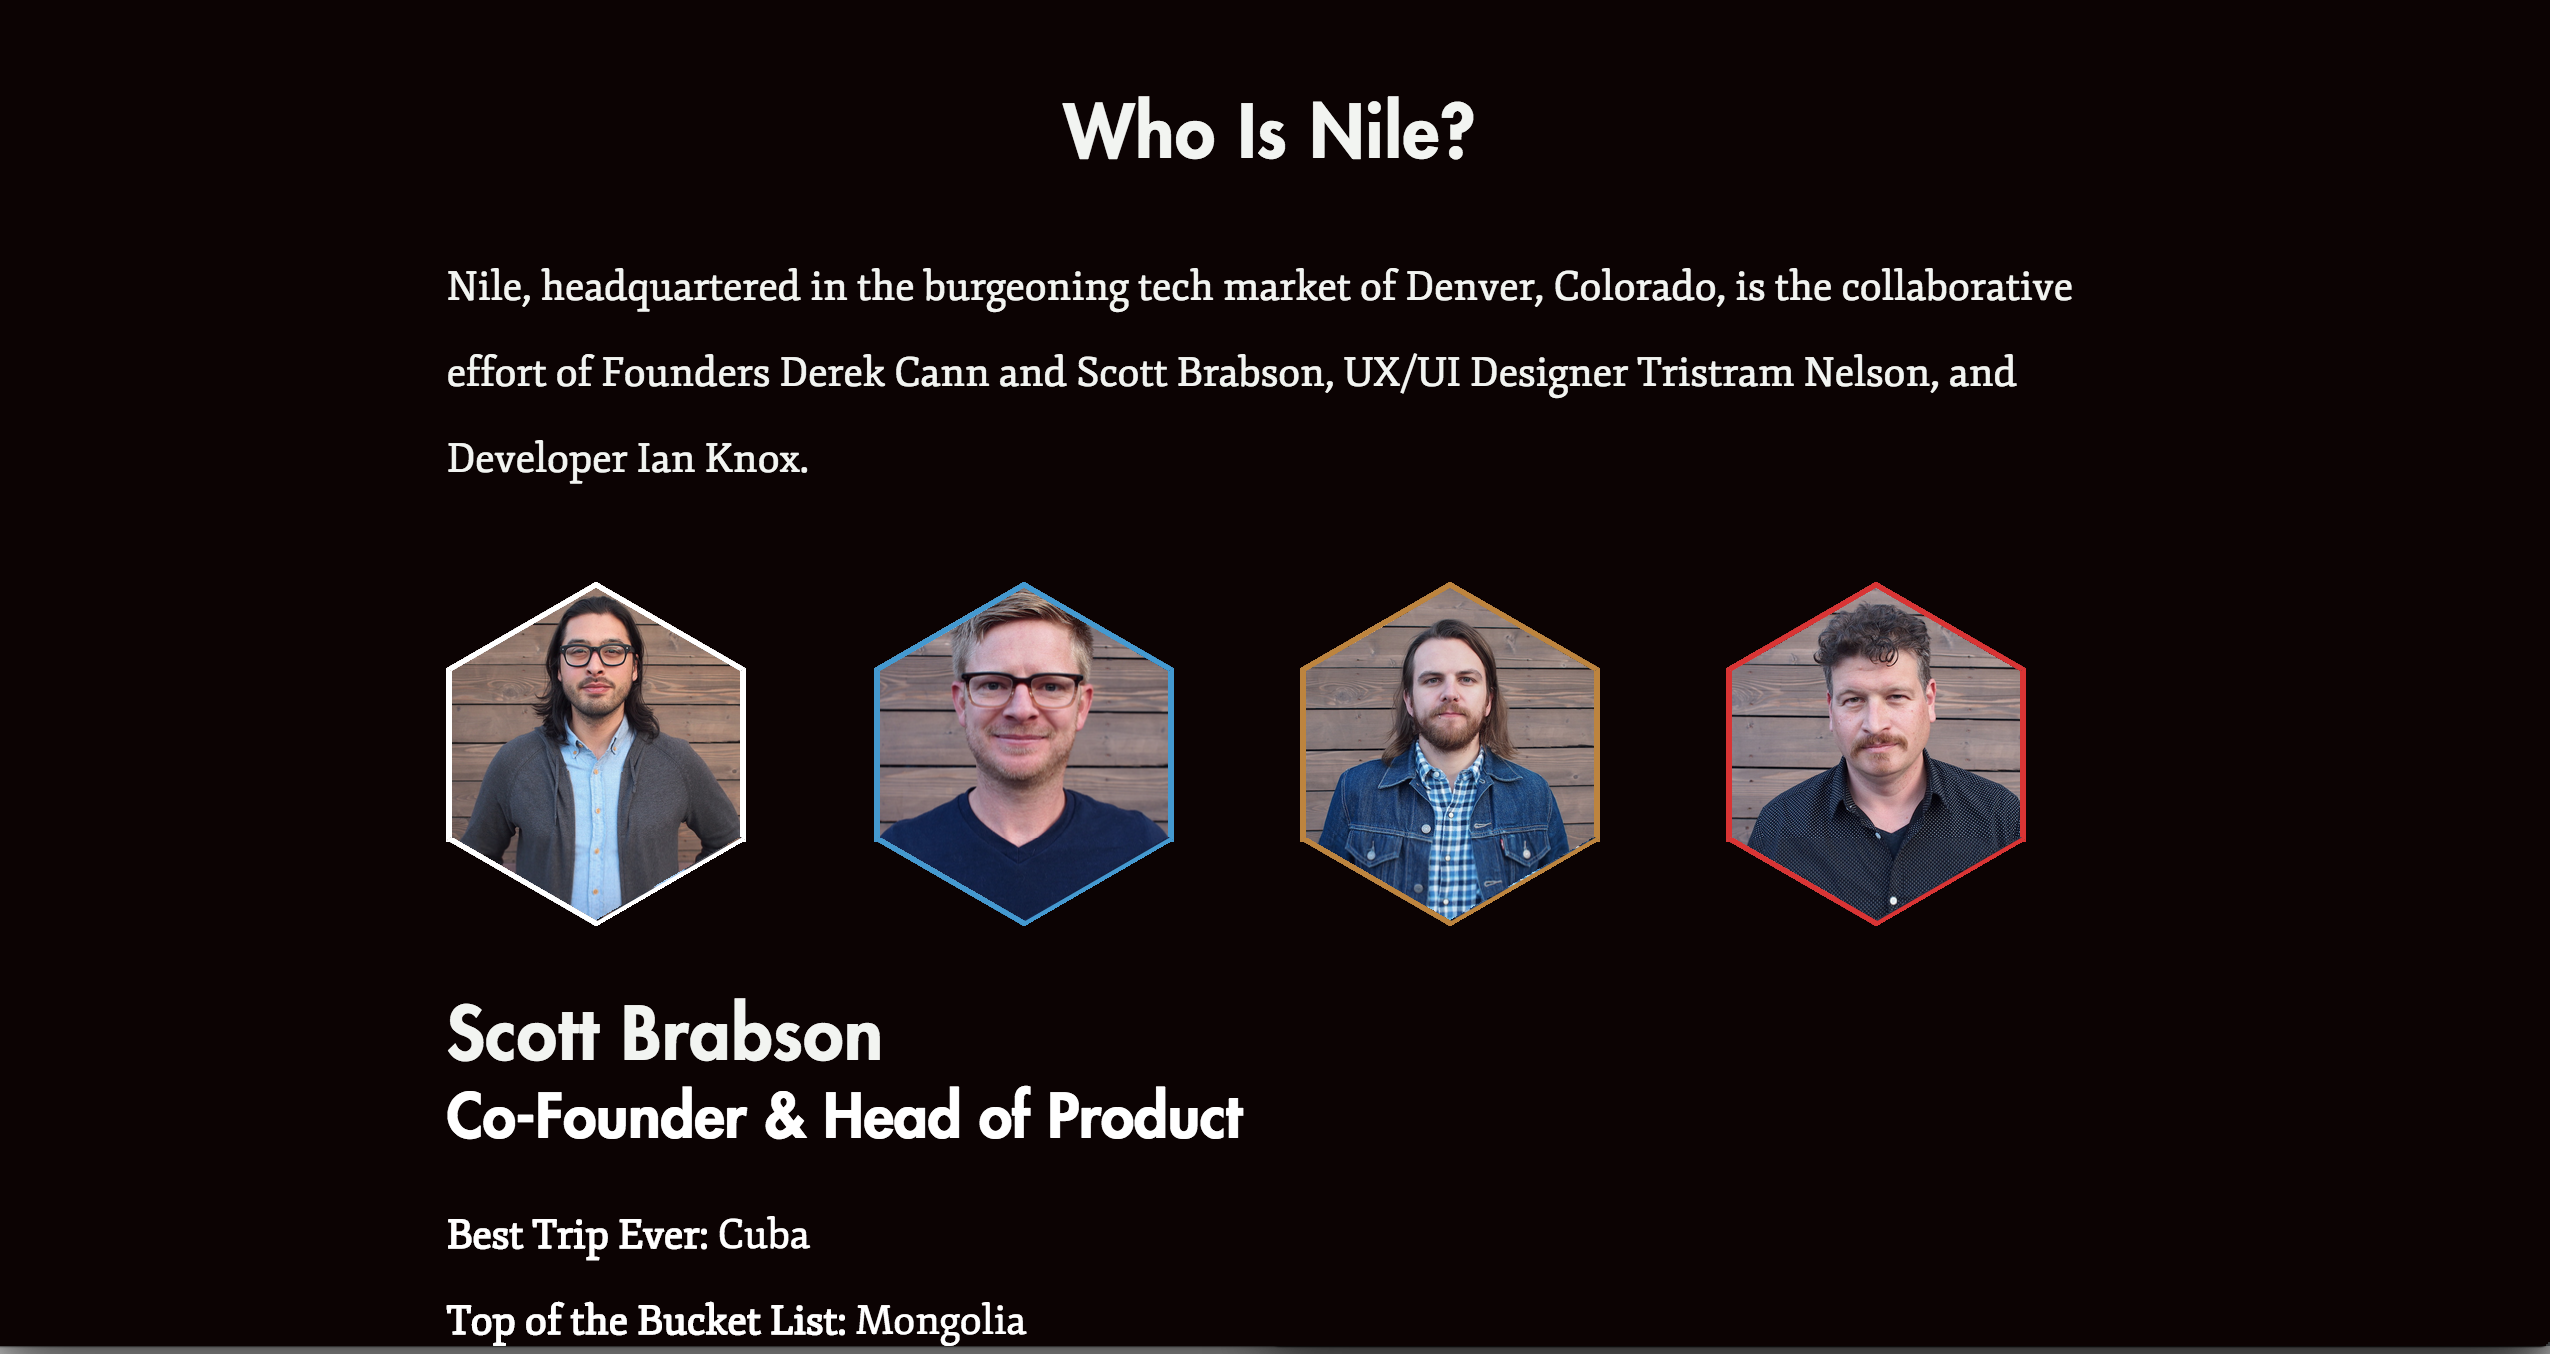 Who Is Nile?
Nile, headquartered in the burgeoning tech market of Denver, Colorado, is the collaborative
effort of Founders Derek Cann and Scott Brabson, UX/UI Designer Tristram Nelson, and
Developer Ian Knox.
Scott Brabson
Co-Founder & Head of Product
Best Trip Ever: Cuba
Top of the Bucket List: Mongolia